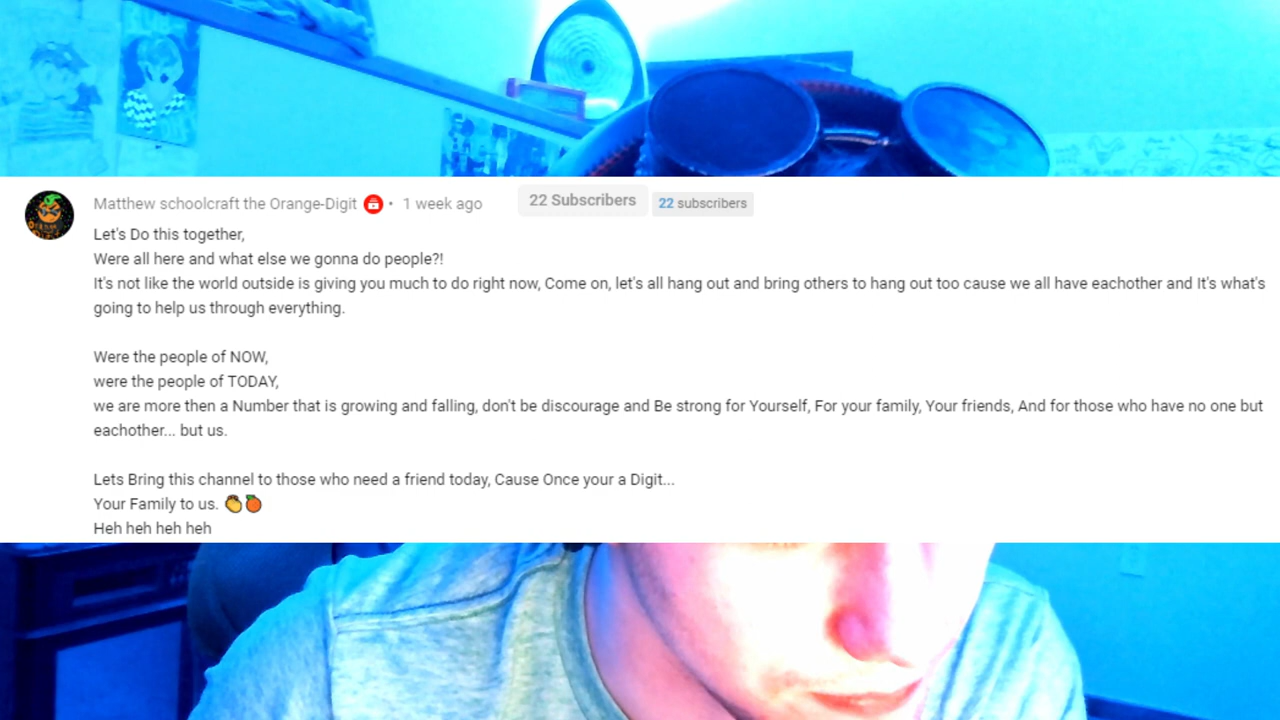 Matthew schoolcraft the Orange-Digit • 1 week ago 22 Subscribers 22 subscribers
Let's Do this together,
Were all here and what else we gonna do people?!
It's not like the world outside is giving you much to do right now, Come on, let's all hang out and bring others to hang out too cause we all have eachother and It's what's
going to help us through everything.
Were the people of NOW,
were the people of TODAY,
we are more then a Number that is growing and falling, don't be discourage and Be strong for Yourself, For your family, Your friends, And for those who have no one but
eachother... but us.
Lets Bring this channel to those who need a friend today, Cause Once your a Digit...
Your Family to us. 🍋🍊
Heh heh heh heh